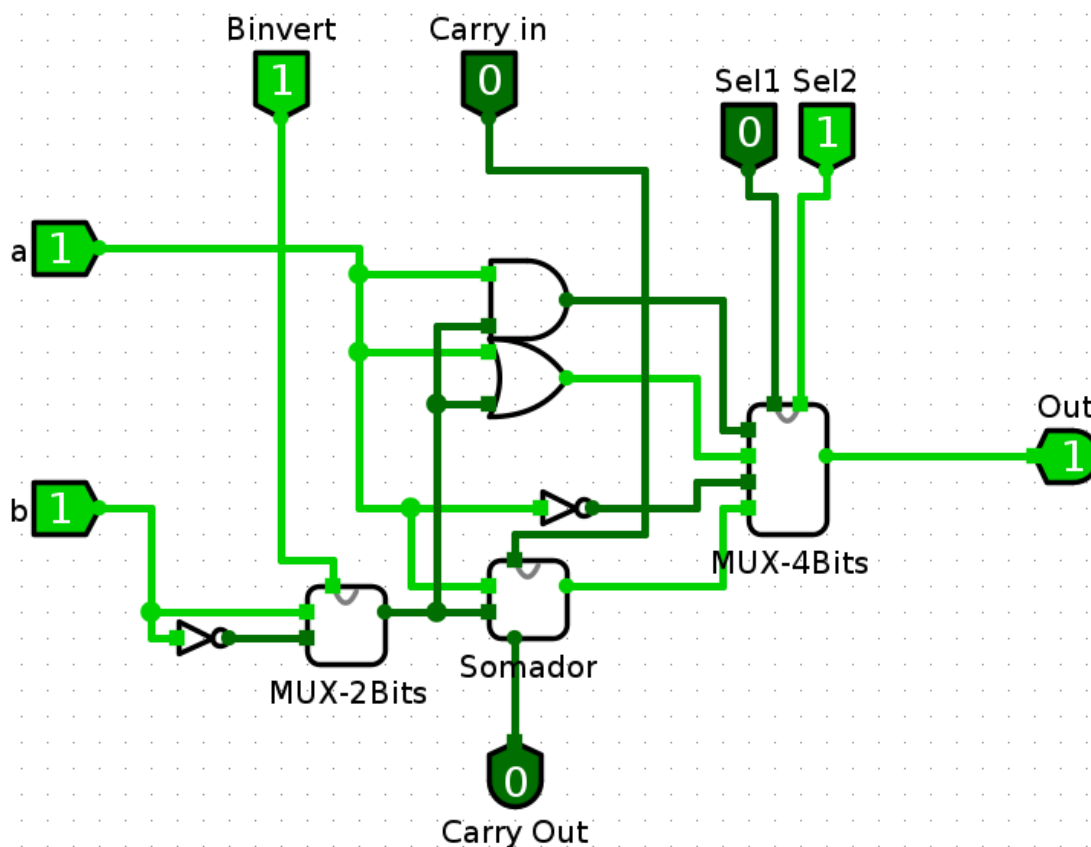 Binvert
Carry in
1
0
Sel1
Sel2
0
1
a
1
Out
1
b
1
MUX-4Bits
Somador
MUX-2Bits
0
Carry Out